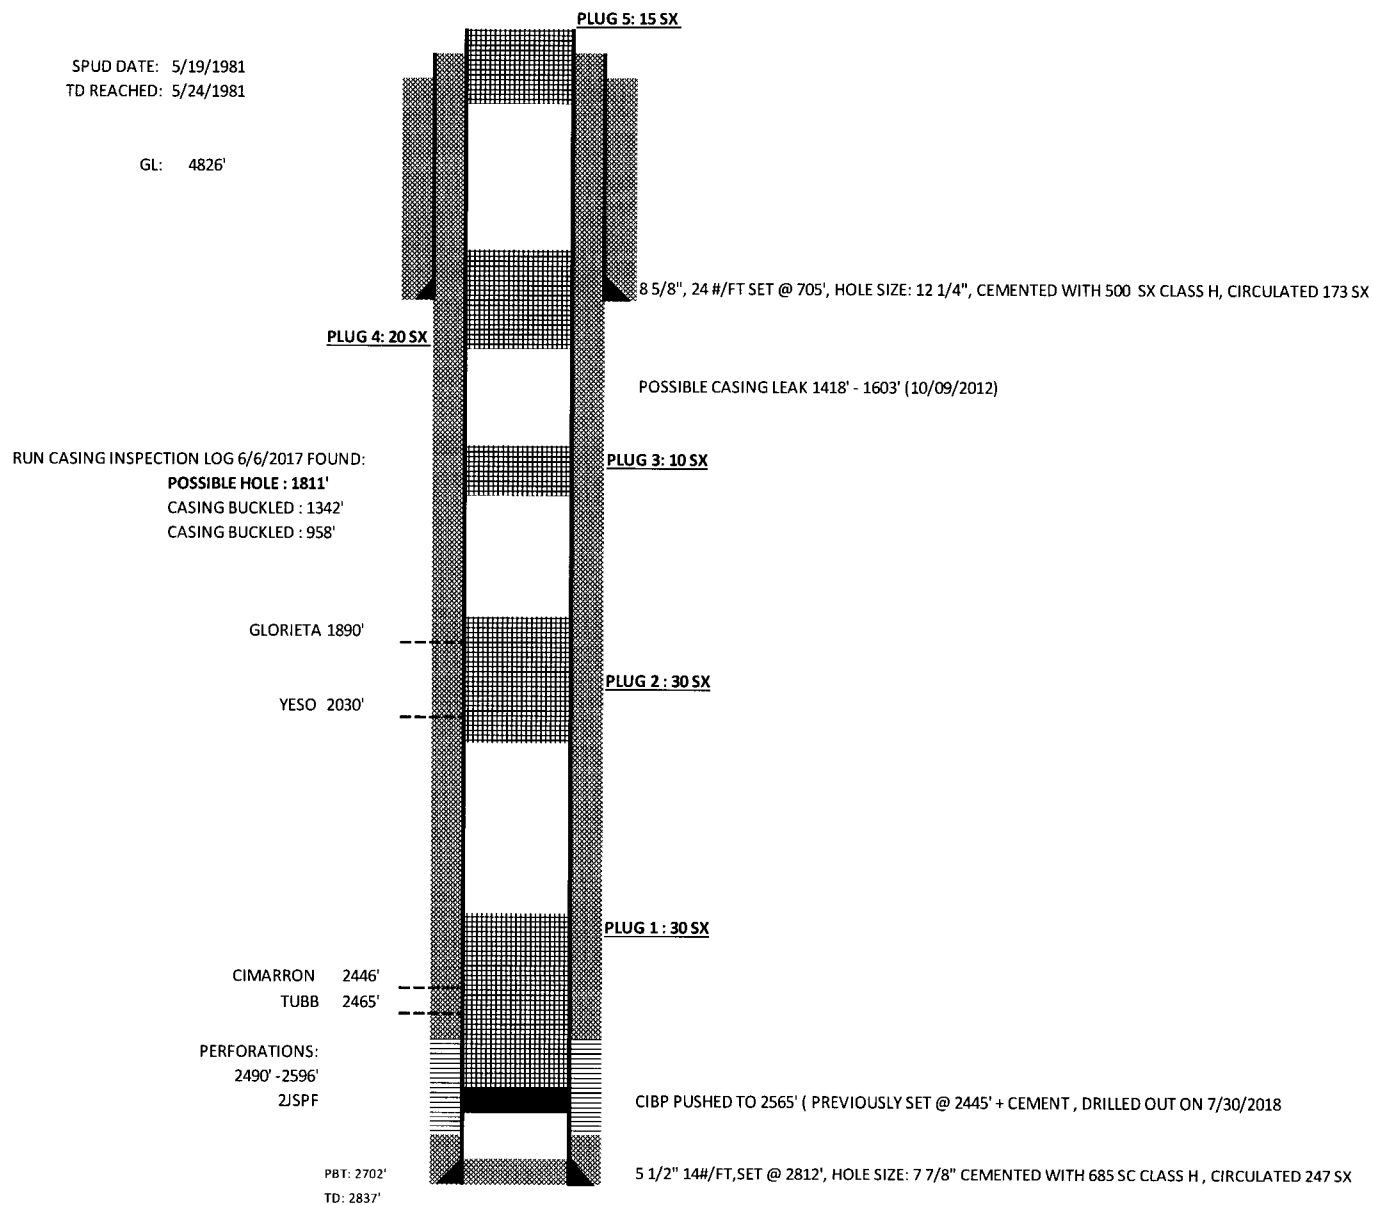 PLUG 5: 15 SX
SPUD DATE: 5/19/1981
TD REACHED: 5/24/1981
GL: 4826'
8 5/8", 24 #/FT SET @ 705', HOLE SIZE: 12 1/4", CEMENTED WITH 500 SX CLASS H, CIRCULATED 173 SX
PLUG 4: 20 SX
POSSIBLE CASING LEAK 1418' - 1603' (10/09/2012)
RUN CASING INSPECTION LOG 6/6/2017 FOUND:
PLUG 3: 10 SX
POSSIBLE HOLE : 1811'
CASING BUCKLED : 1342'
CASING BUCKLED : 958'
GLORIETA 1890'
PLUG 2 : 30 SX
YESO 2030'
PLUG 1 : 30 SX
CIMARRON 2446'
TUBB 2465'
PERFORATIONS:
2490' -2596'
2JSPF
CIBP PUSHED TO 2565' ( PREVIOUSLY SET @ 2445' + CEMENT , DRILLED OUT ON 7/30/2018
PBT: 2702'
5 1/2" 14#/FT,SET @ 2812', HOLE SIZE: 7 7/8" CEMENTED WITH 685 SC CLASS H , CIRCULATED 247 SX
TD: 2837'